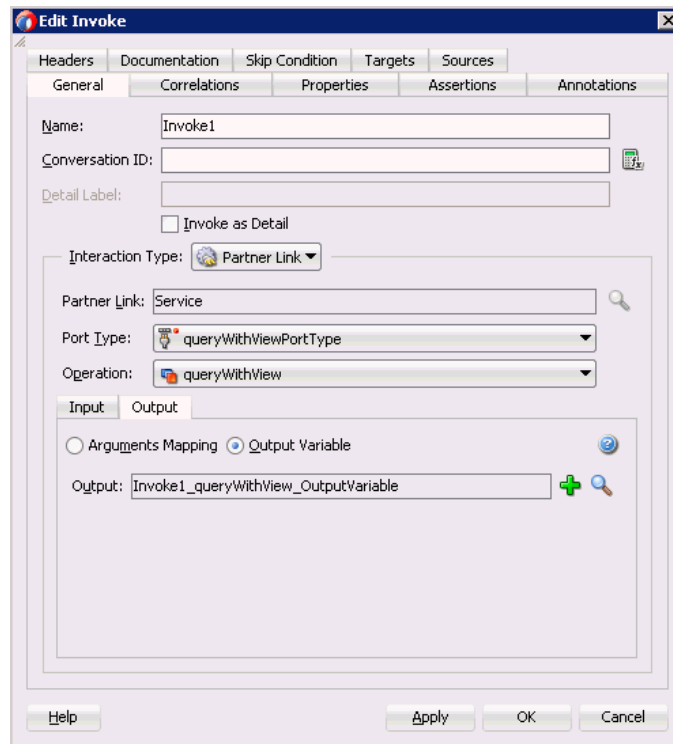 Edit Invoke
Headers Documentation Skip Condition Targets Sources
General Correlations Properties Assertions Annotations
Name: Invoke1
Conversation ID:
Detail Label:
Invoke as Detail
Interaction Type: Partner Link
Partner Link: Service
Port Type: queryWithViewPortType
Operation: queryWithView
Input Output
Arguments Mapping Output Variable
Output: Invoke1_queryWithView_OutputVariable
Help Apply OK Cancel